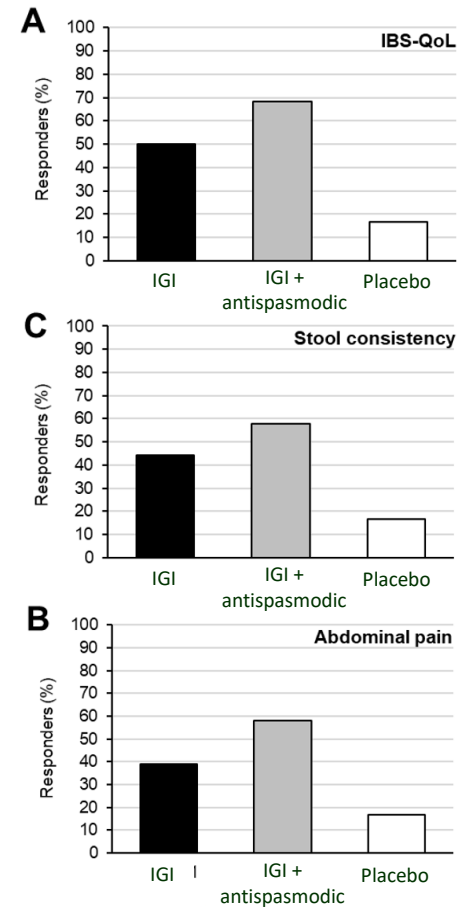 A
IBS-QoL
Responders (%)
100
90
80
70
60
50
40
30
20
10
0
IGI
IGI +
antispasmodic
Placebo
C
Stool consistency
Responders (%)
100
90
80
70
60
50
40
30
20
10
0
IGI
IGI +
antispasmodic
Placebo
B
Abdominal pain
Responders (%)
100
90
80
70
60
50
40
30
20
10
0
IGI I
IGI +
antispasmodic
Placebo